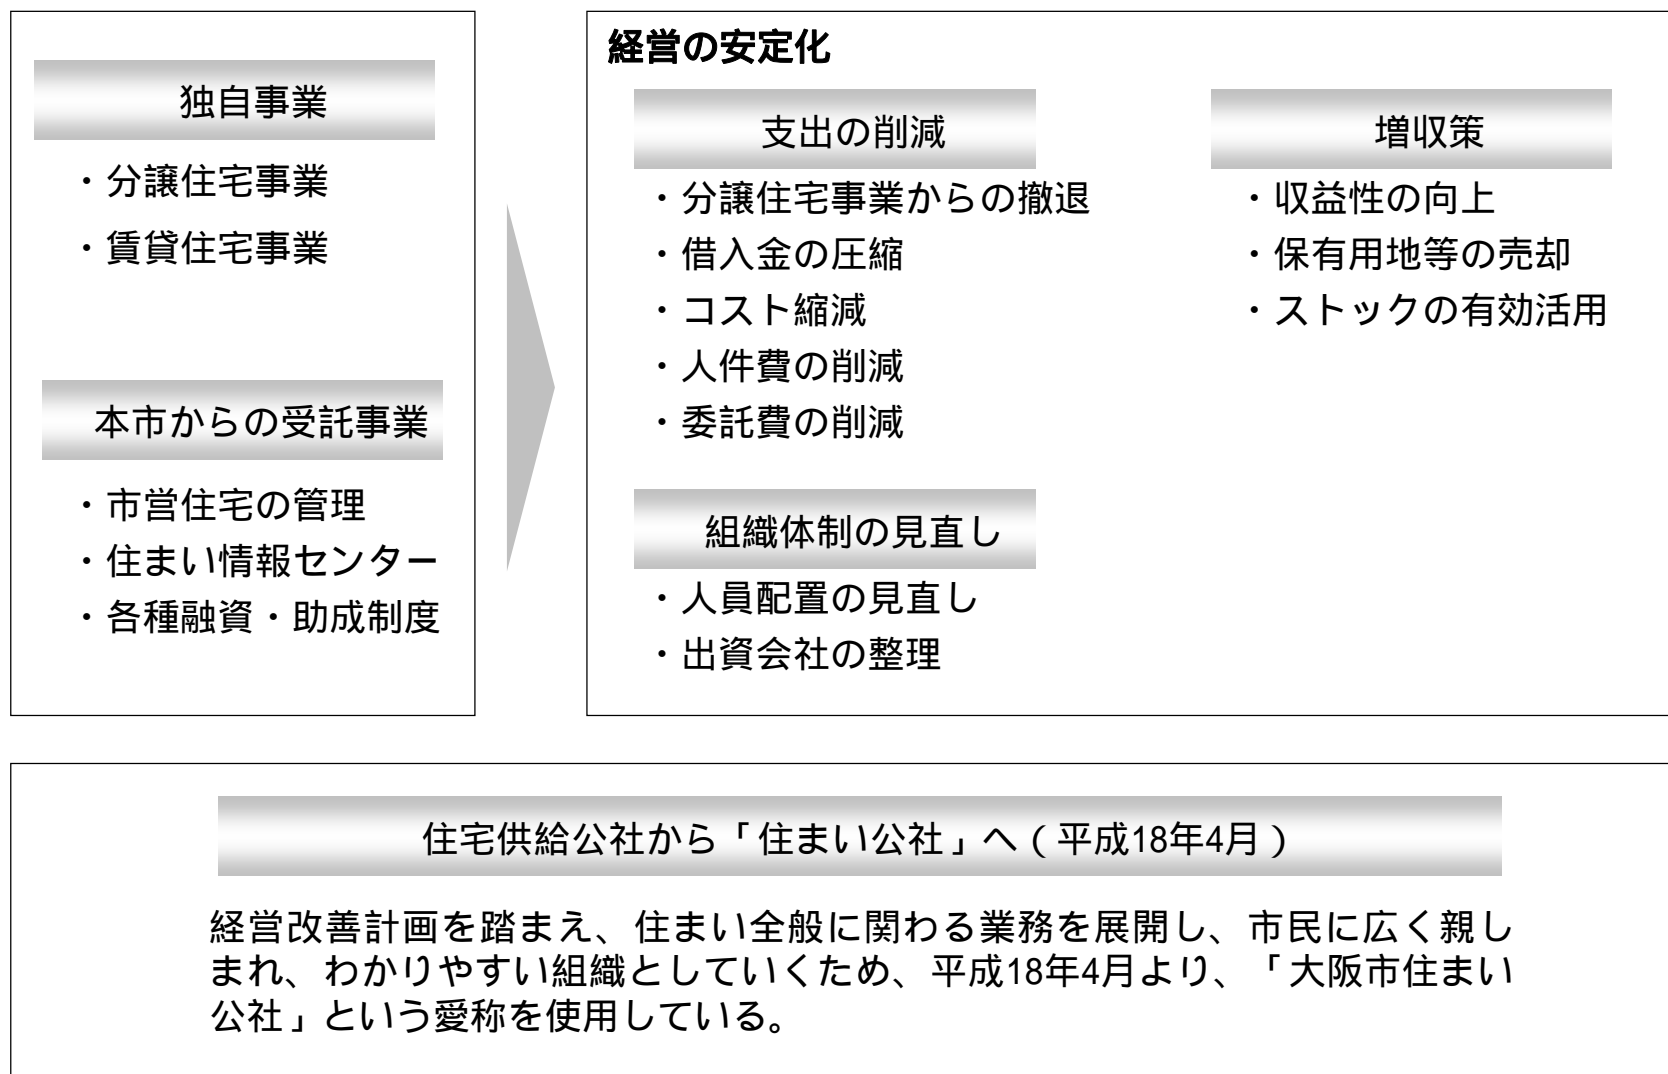 独自事業
・分譲住宅事業
・賃貸住宅事業
本市からの受託事業
・市営住宅の管理
・住まい情報センター
・各種融資・助成制度
経営の安定化
支出の削減
・分譲住宅事業からの撤退
・借入金の圧縮
・コスト縮減
・人件費の削減
・委託費の削減
組織体制の見直し
・人員配置の見直し
・出資会社の整理
増収策
・収益性の向上
・保有用地等の売却
・ストックの有効活用
住宅供給公社から「住まい公社」へ（平成18年4月）
経営改善計画を踏まえ、住まい全般に関わる業務を展開し、市民に広く親し
まれ、わかりやすい組織としていくため、平成18年4月より、「大阪市住まい
公社」という愛称を使用している。